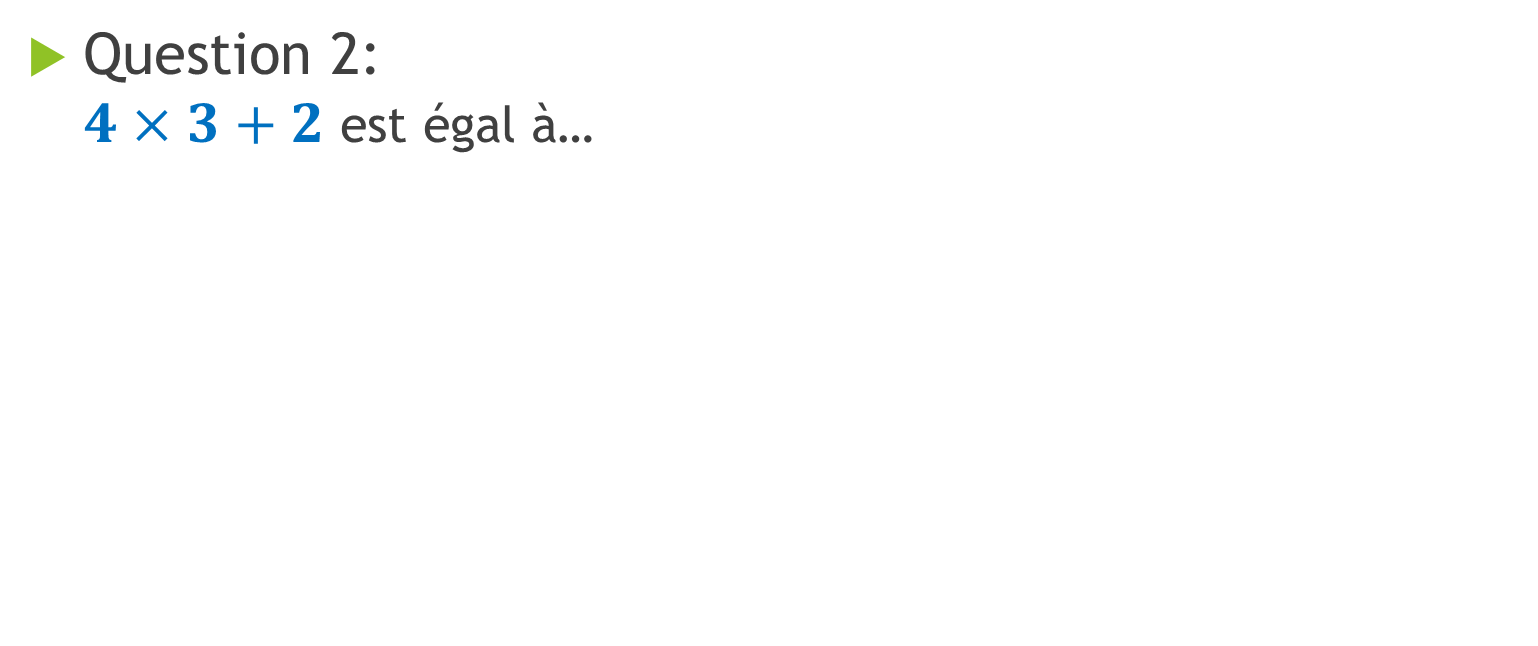 Question 2:
4 × 3 + 2 est égal à…